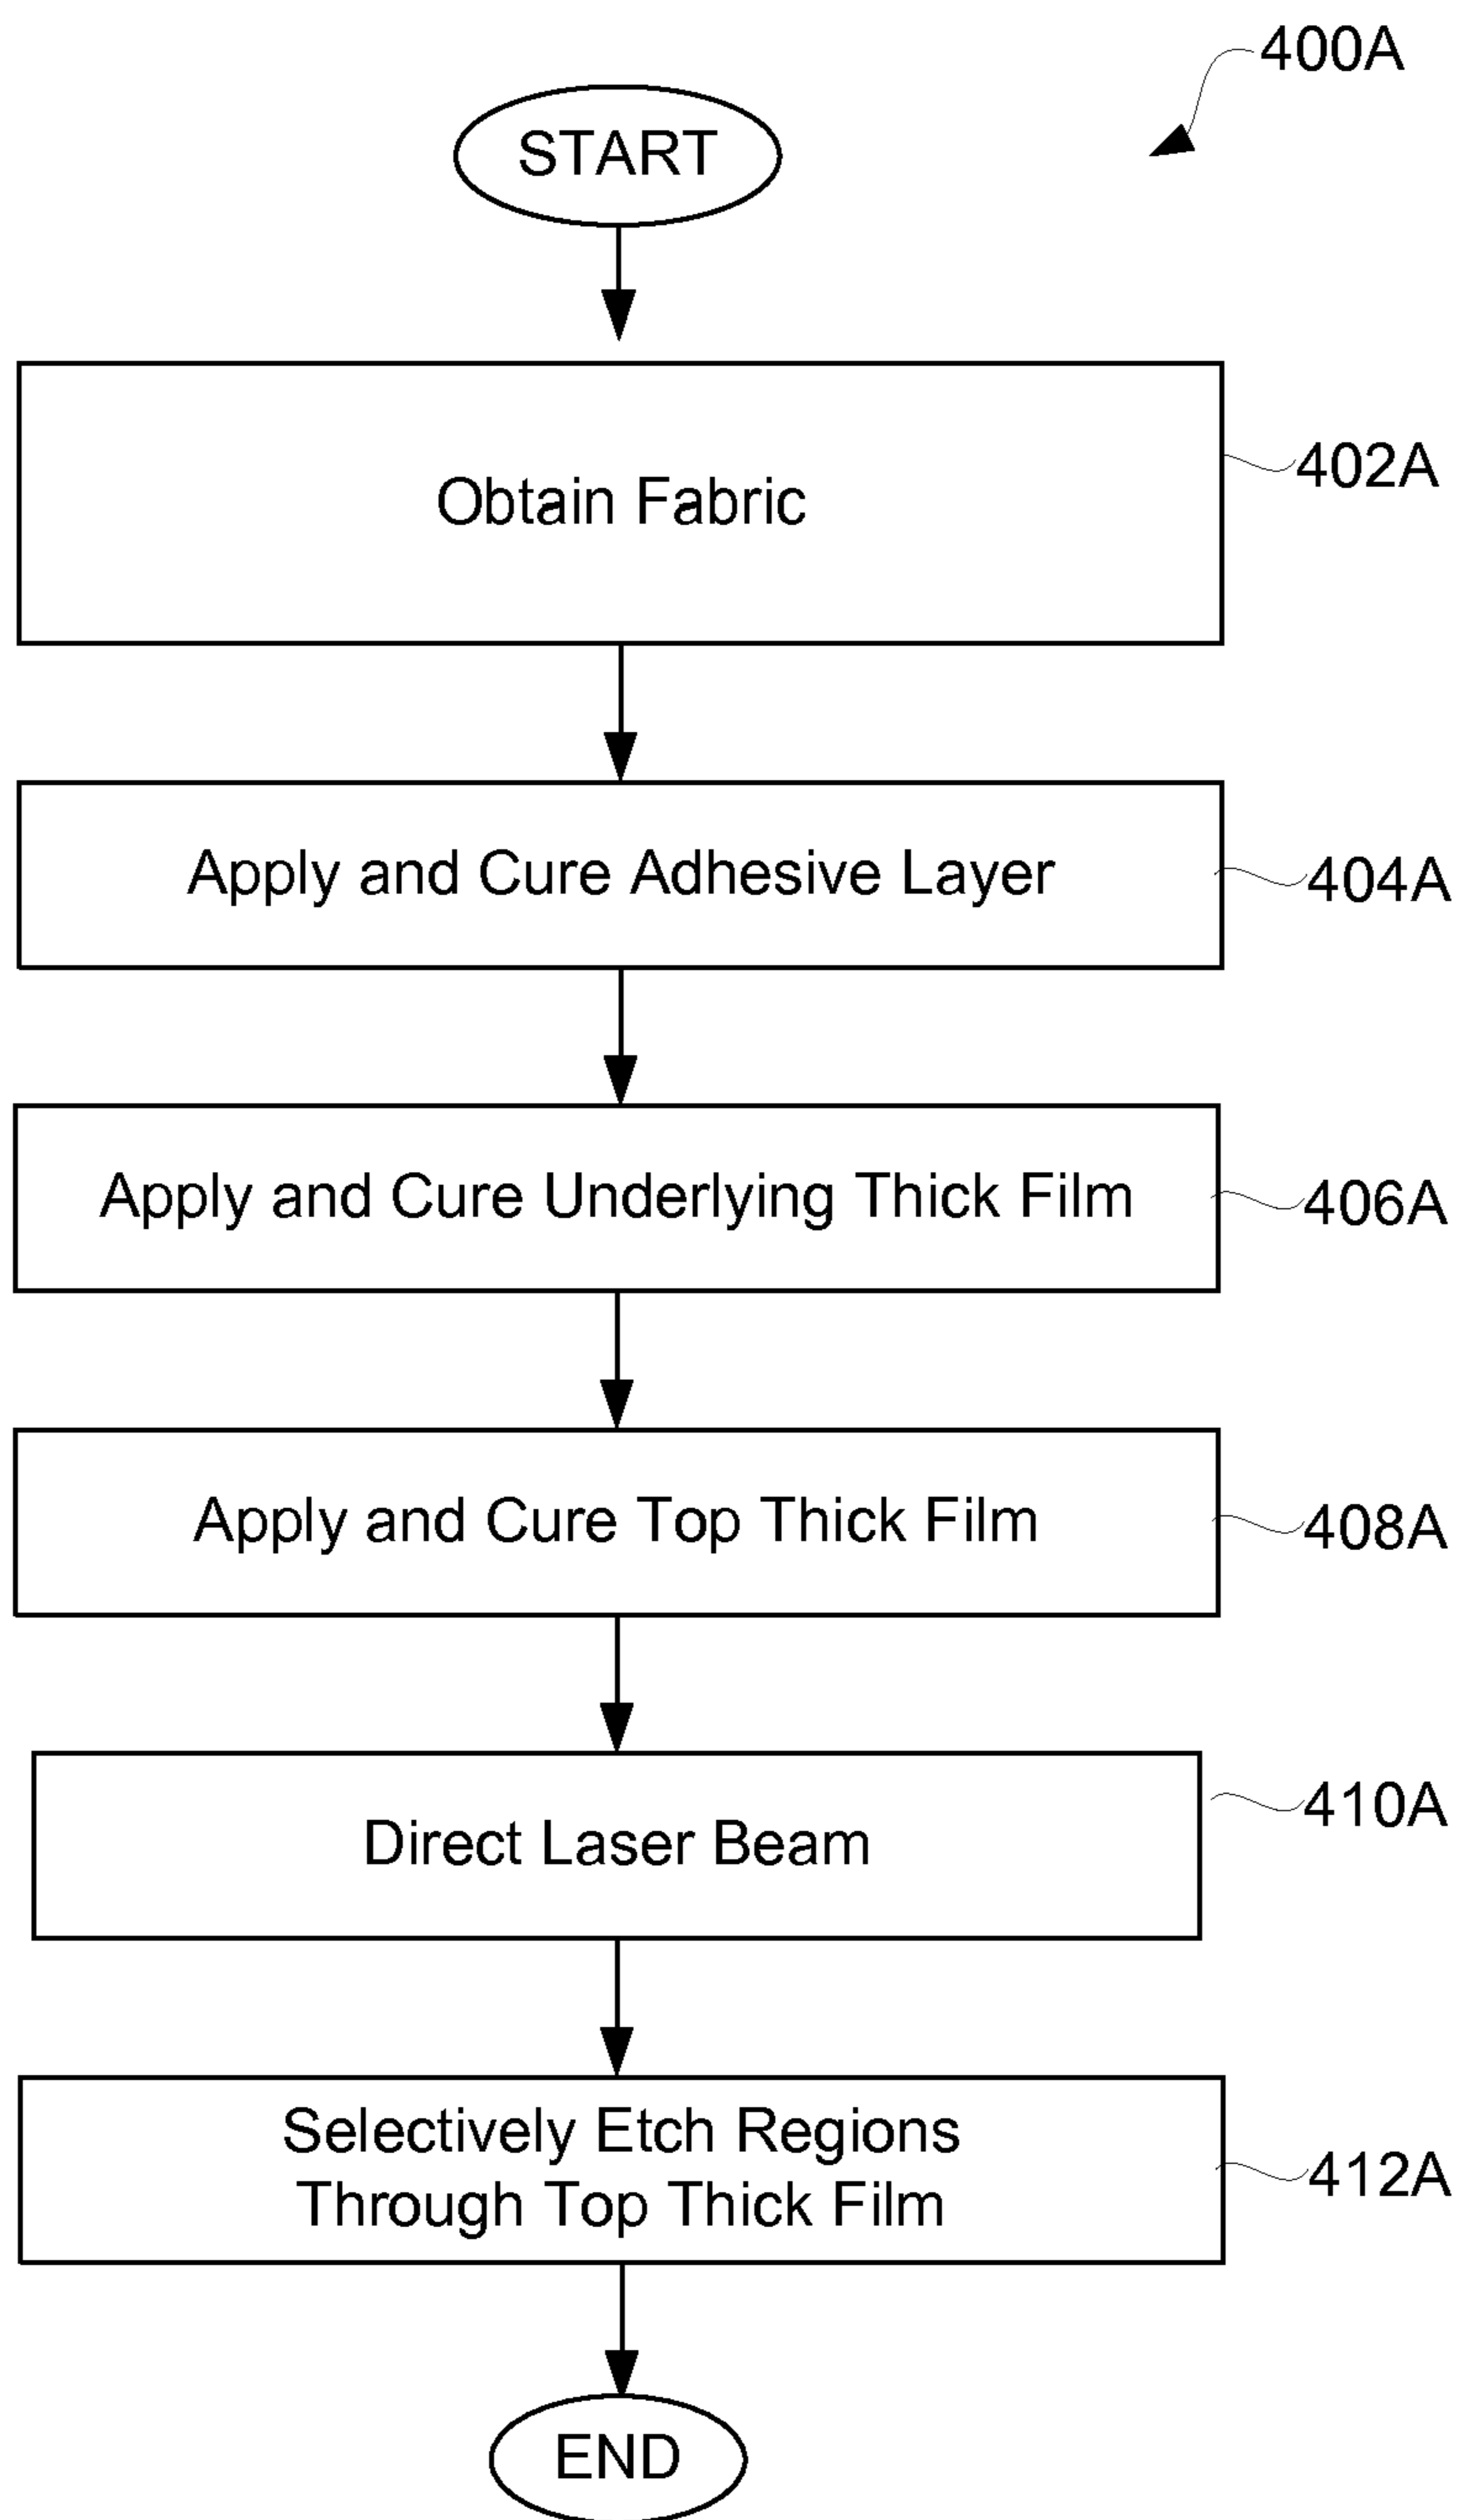 400A
START
Obtain Fabric
402A
Apply and Cure Adhesive Layer
404A
Apply and Cure Underlying Thick Film
406A
Apply and Cure Top Thick Film
408A
Direct Laser Beam
410A
Selectively Etch Regions
Through Top Thick Film
412A
END